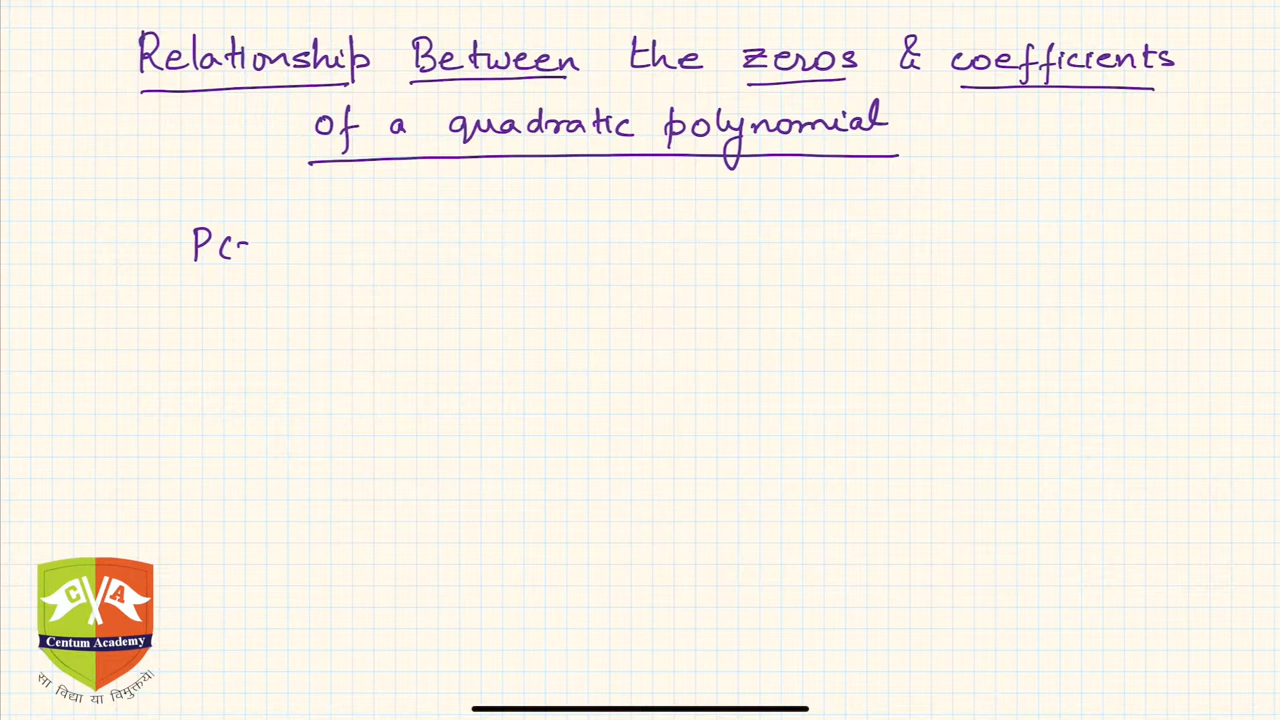 Relationship Between the zeros & coefficients
of a quadratic polynomial
P(-
C A
Centum Academy
सा विद्या या विमुक्तये।